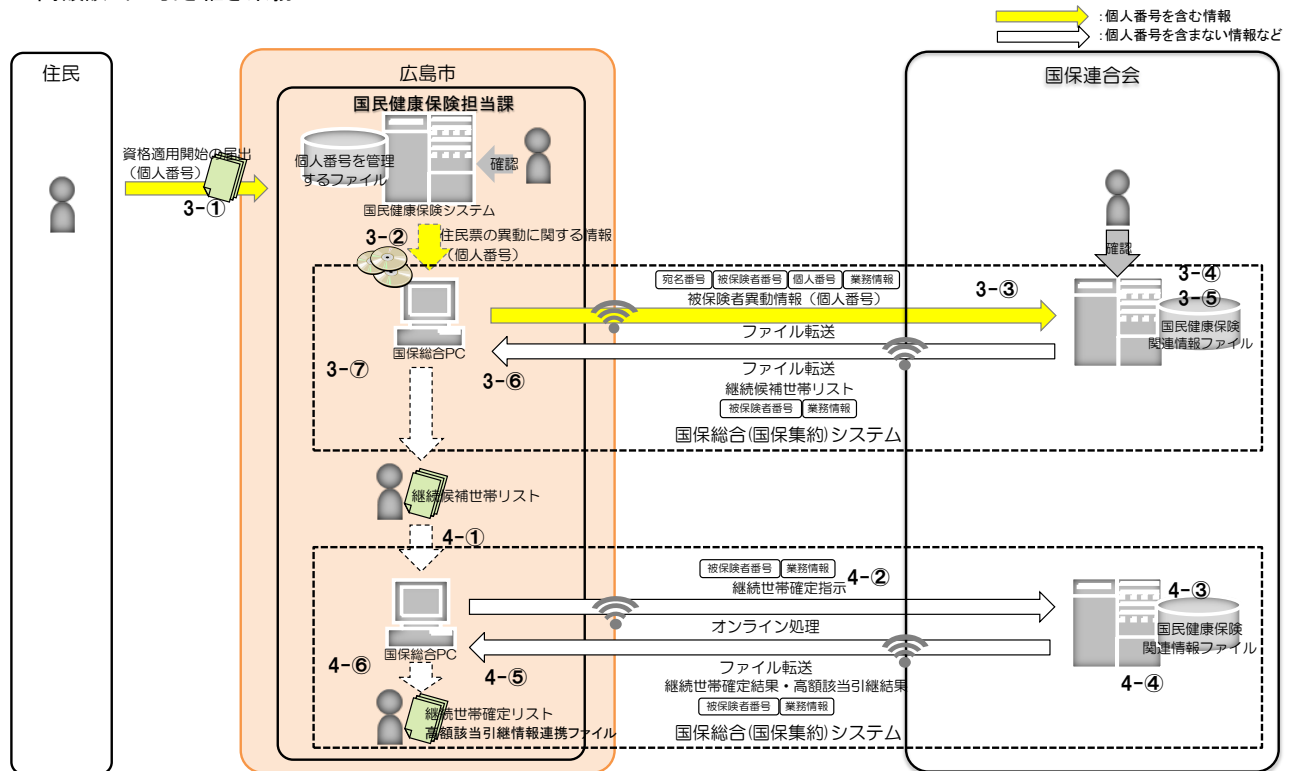 ：個人番号を含む情報
：個人番号を含まない情報など
住民
広島市
国保連合会
国民健康保険担当課
資格適用開始の届出
（個人番号）
3-①
個人番号を管理
するファイル
確認
国民健康保険システム
3-②
住民票の異動に関する情報
（個人番号）
確認
宛名番号
被保険者番号
個人番号
業務情報
被保険者異動情報（個人番号）
3-③
3-④
3-⑤
国民健康保険
関連情報ファイル
ファイル転送
国保総合PC
3-⑦
3-⑥
ファイル転送
継続候補世帯リスト
被保険者番号
業務情報
国保総合(国保集約)システム
継続候補世帯リスト
4-①
被保険者番号
業務情報
4-②
継続世帯確定指示
4-③
オンライン処理
国民健康保険
関連情報ファイル
国保総合PC
4-⑥
4-⑤
ファイル転送
継続世帯確定結果・高額該当引継結果
4-④
被保険者番号
業務情報
継続世帯確定リスト
高額該当引継情報連携ファイル
国保総合(国保集約)システム